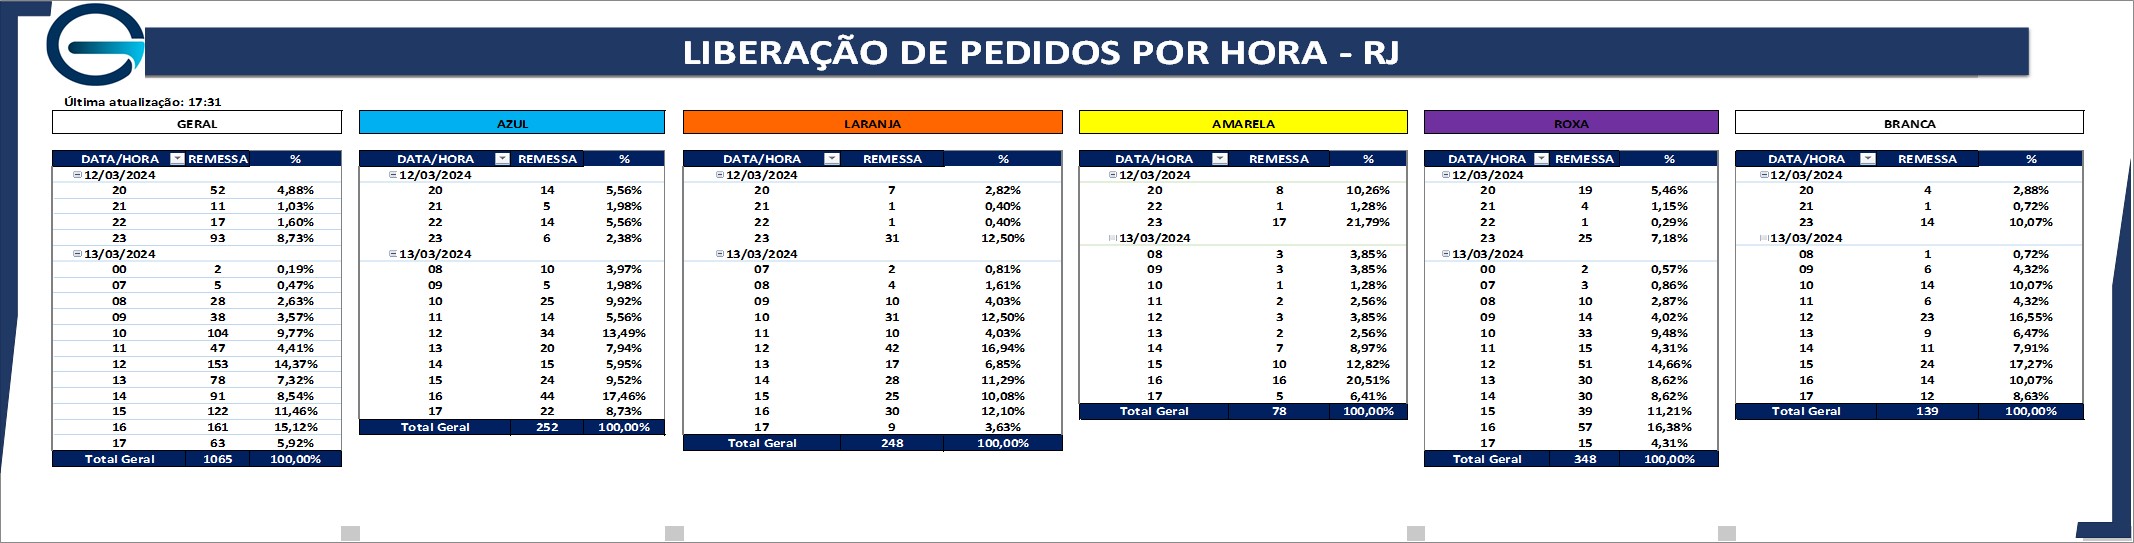 LIBERAÇÃO DE PEDIDOS POR HORA - RJ
Última atualização: 17:31
GERAL
DATA/HORA REMESSA %
12/03/2024
20 52 4,88%
21 11 1,03%
22 17 1,60%
23 93 8,73%
13/03/2024
00 2 0,19%
07 5 0,47%
08 28 2,63%
09 38 3,57%
10 104 9,77%
11 47 4,41%
12 153 14,37%
13 78 7,32%
14 91 8,54%
15 122 11,46%
16 161 15,12%
17 63 5,92%
Total Geral 1065 100,00%
AZUL
DATA/HORA REMESSA %
12/03/2024
20 14 5,56%
21 5 1,98%
22 14 5,56%
23 6 2,38%
13/03/2024
08 10 3,97%
09 5 1,98%
10 25 9,92%
11 14 5,56%
12 34 13,49%
13 20 7,94%
14 15 5,95%
15 24 9,52%
16 44 17,46%
17 22 8,73%
Total Geral 252 100,00%
LARANJA
DATA/HORA REMESSA %
12/03/2024
20 7 2,82%
21 1 0,40%
22 1 0,40%
23 31 12,50%
13/03/2024
07 2 0,81%
08 4 1,61%
09 10 4,03%
10 31 12,50%
11 10 4,03%
12 42 16,94%
13 17 6,85%
14 28 11,29%
15 25 10,08%
16 30 12,10%
17 9 3,63%
Total Geral 248 100,00%
AMARELA
DATA/HORA REMESSA %
12/03/2024
20 8 10,26%
22 1 1,28%
23 17 21,79%
13/03/2024
08 3 3,85%
09 3 3,85%
10 1 1,28%
11 2 2,56%
12 3 3,85%
13 2 2,56%
14 7 8,97%
15 10 12,82%
16 16 20,51%
17 5 6,41%
Total Geral 78 100,00%
ROXA
DATA/HORA REMESSA %
12/03/2024
20 19 5,46%
21 4 1,15%
22 1 0,29%
23 25 7,18%
13/03/2024
00 2 0,57%
07 3 0,86%
08 10 2,87%
09 14 4,02%
10 33 9,48%
11 15 4,31%
12 51 14,66%
13 30 8,62%
14 30 8,62%
15 39 11,21%
16 57 16,38%
17 15 4,31%
Total Geral 348 100,00%
BRANCA
DATA/HORA REMESSA %
12/03/2024
20 4 2,88%
21 1 0,72%
23 14 10,07%
13/03/2024
08 1 0,72%
09 6 4,32%
10 14 10,07%
11 6 4,32%
12 23 16,55%
13 9 6,47%
14 11 7,91%
15 24 17,27%
16 14 10,07%
17 12 8,63%
Total Geral 139 100,00%